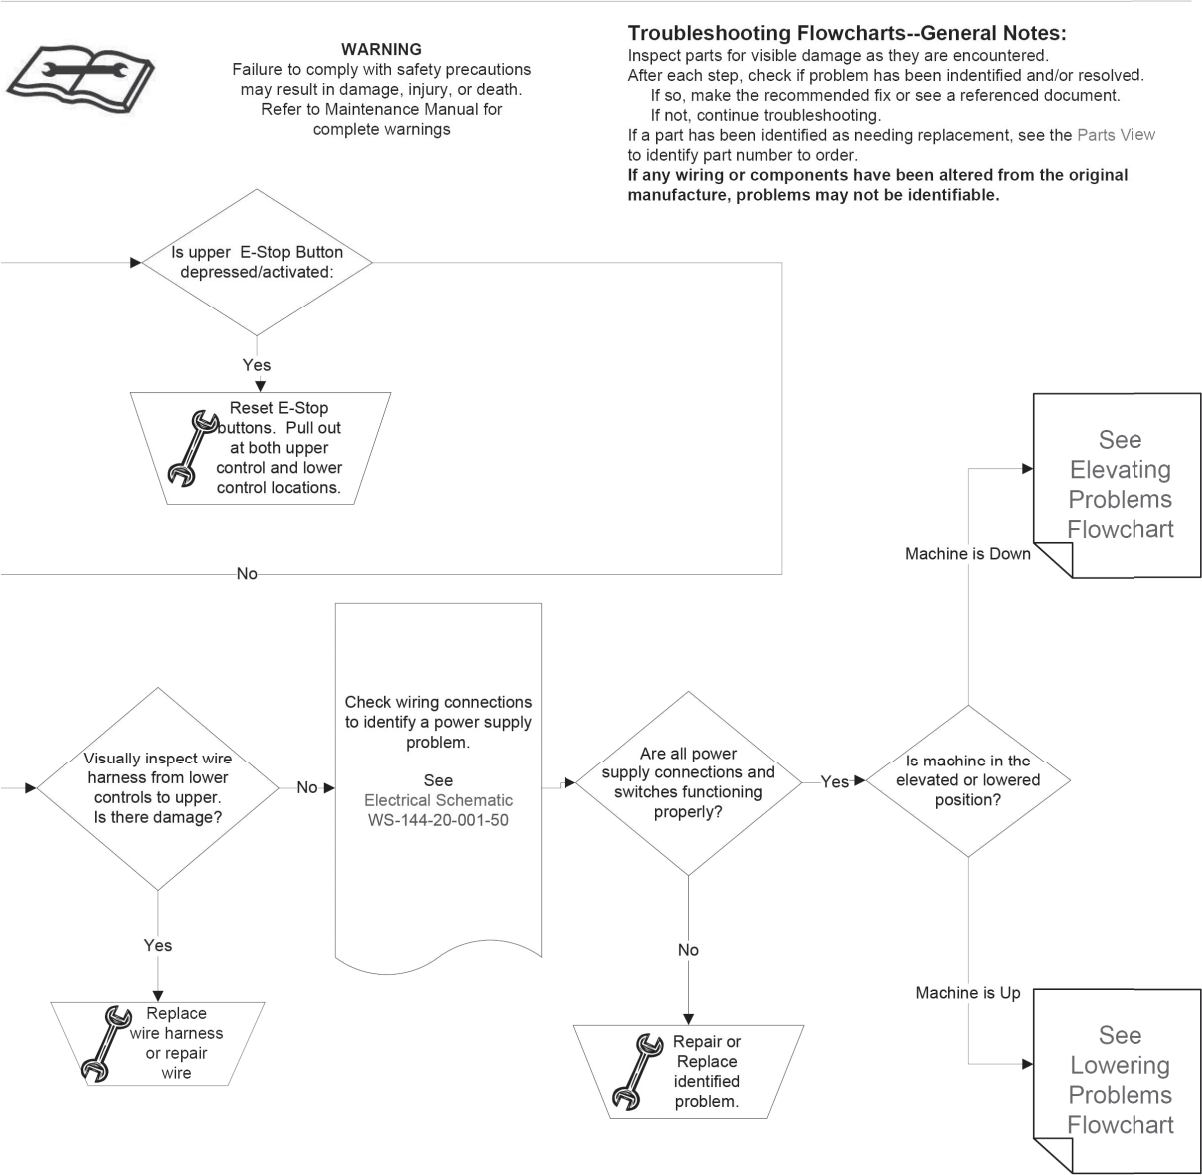 WARNING
Failure to comply with safety precautions
may result in damage, injury, or death.
Refer to Maintenance Manual for
complete warnings
Troubleshooting Flowcharts--General Notes:
Inspect parts for visible damage as they are encountered.
After each step, check if problem has been indentified and/or resolved.
If so, make the recommended fix or see a referenced document.
If not, continue troubleshooting.
If a part has been identified as needing replacement, see the Parts View
to identify part number to order.
If any wiring or components have been altered from the original
manufacture, problems may not be identifiable.
Is upper E-Stop Button
depressed/activated:
Yes
Reset E-Stop
buttons. Pull out
at both upper
control and lower
control locations.
No
See
Elevating
Problems
Flowchart
Machine is Down
Visually inspect wire
harness from lower
controls to upper.
Is there damage?
No
Check wiring connections
to identify a power supply
problem.
See
Electrical Schematic
WS-144-20-001-50
Are all power
supply connections and
switches functioning
properly?
Yes
Is machine in the
elevated or lowered
position?
Yes
Replace
wire harness
or repair
wire
No
Repair or
Replace
identified
problem.
Machine is Up
See
Lowering
Problems
Flowchart